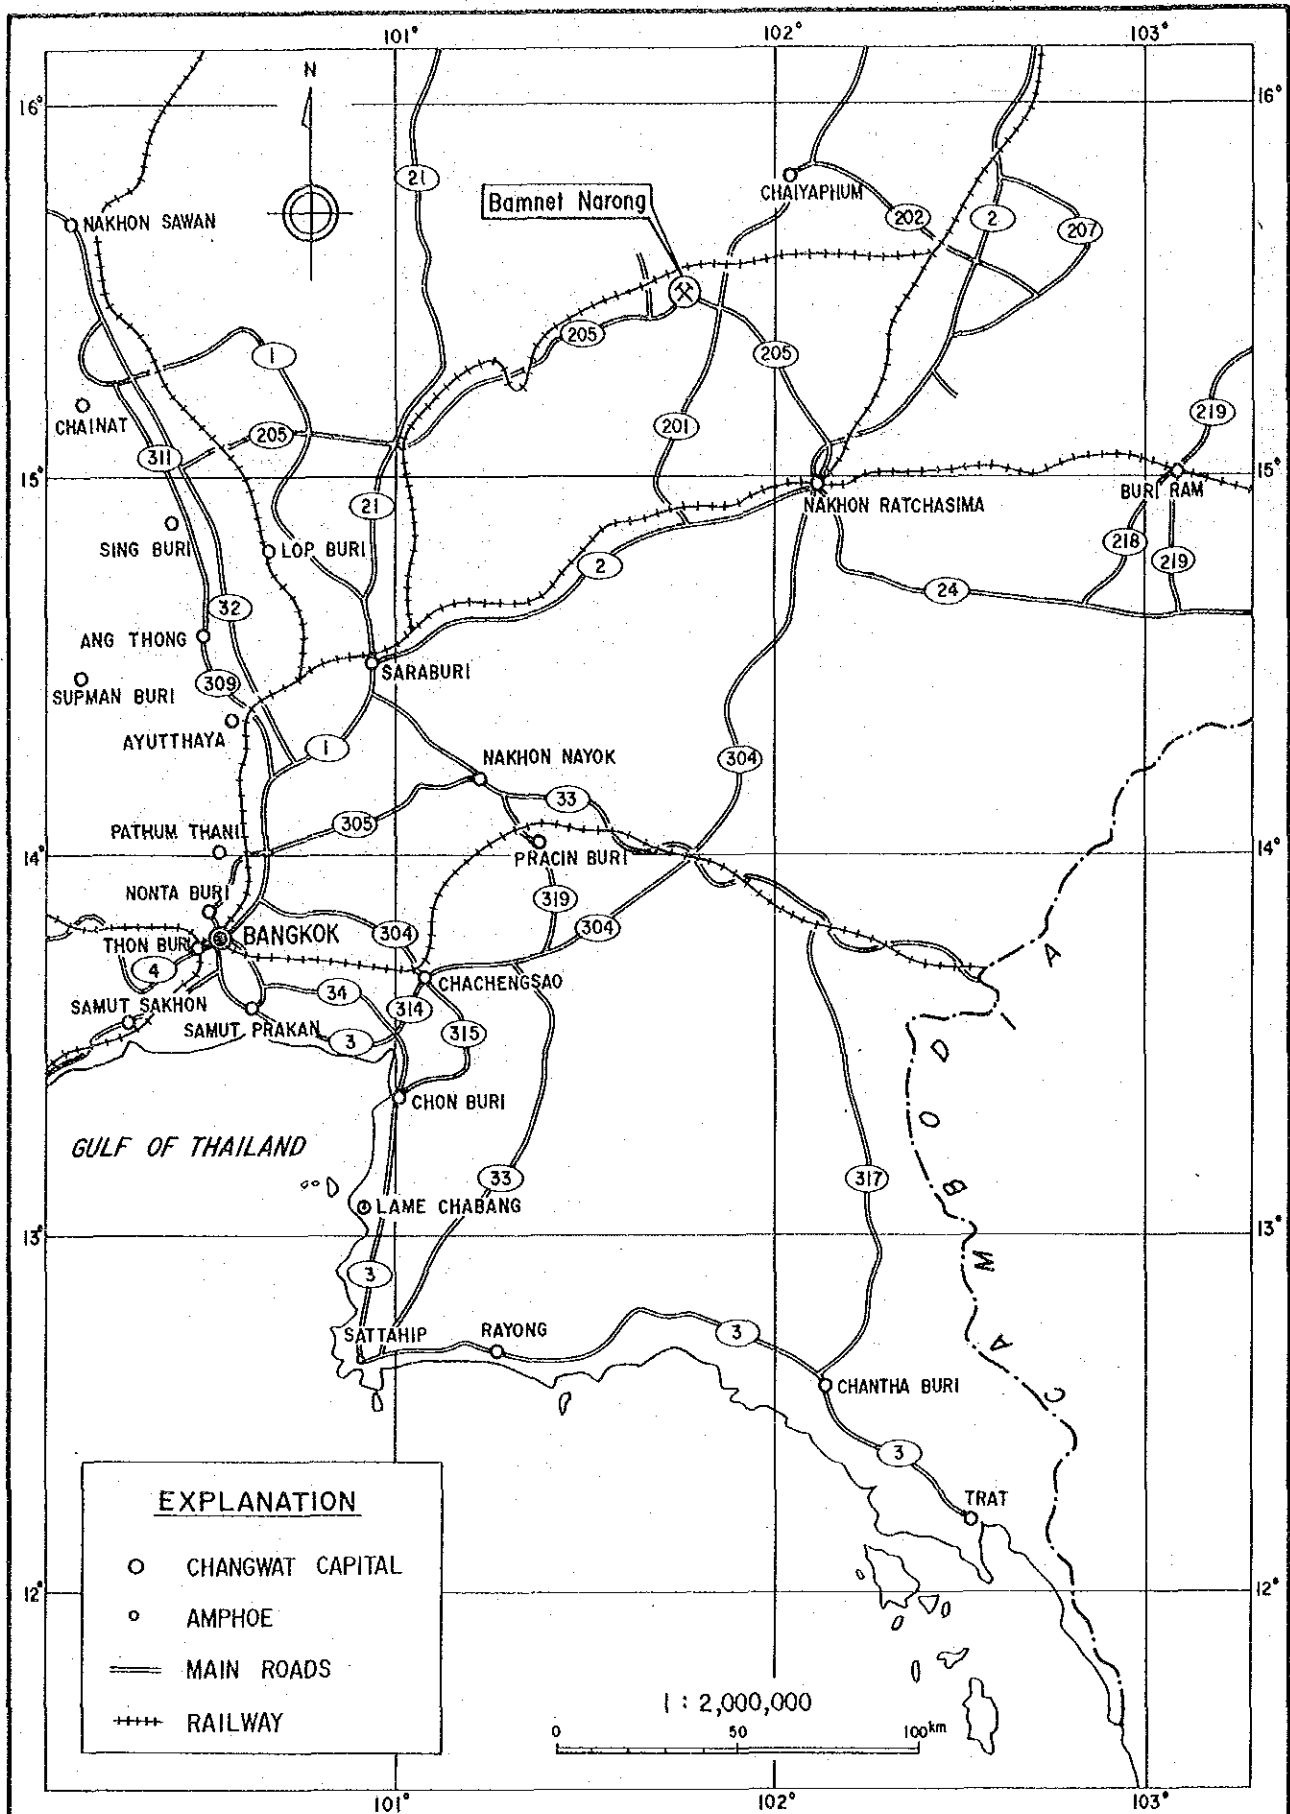 101° 102° 103°
N
16° 16°
21
CHAIYAPHUM
Bamnet Narong
202 2 207
NAKHON SAWAN
1 205 205
219
CHAINAT
205 201
311
15° 15°
21
NAKHON RATCHASIMA
BURI RAM
SING BURI
LOP BURI
2
218 219
32
24
ANG THONG
SARABURI
309
SUPMAN BURI
AYUTTHAYA
1
NAKHON NAYOK
304
33
305
PATHUM THANI
PRACIN BURI
14° 14°
NONTA BURI
319
304
304
BANGKOK
THON BURI
4
CHACHENGSAO
34
SAMUT SAKHON
314
SAMUT PRAKAN
315
3
CHON BURI
GULF OF THAILAND
33
317
LAME CHABANG
13° 13°
3
SATTAHIP
RAYONG
3
CHANTHA BURI
CAMBODIA
3
TRAT
EXPLANATION
CHANGWAT CAPITAL
AMPHOE
MAIN ROADS
RAILWAY
12° 12°
1 : 2,000,000
0 50 100km
101° 102° 103°